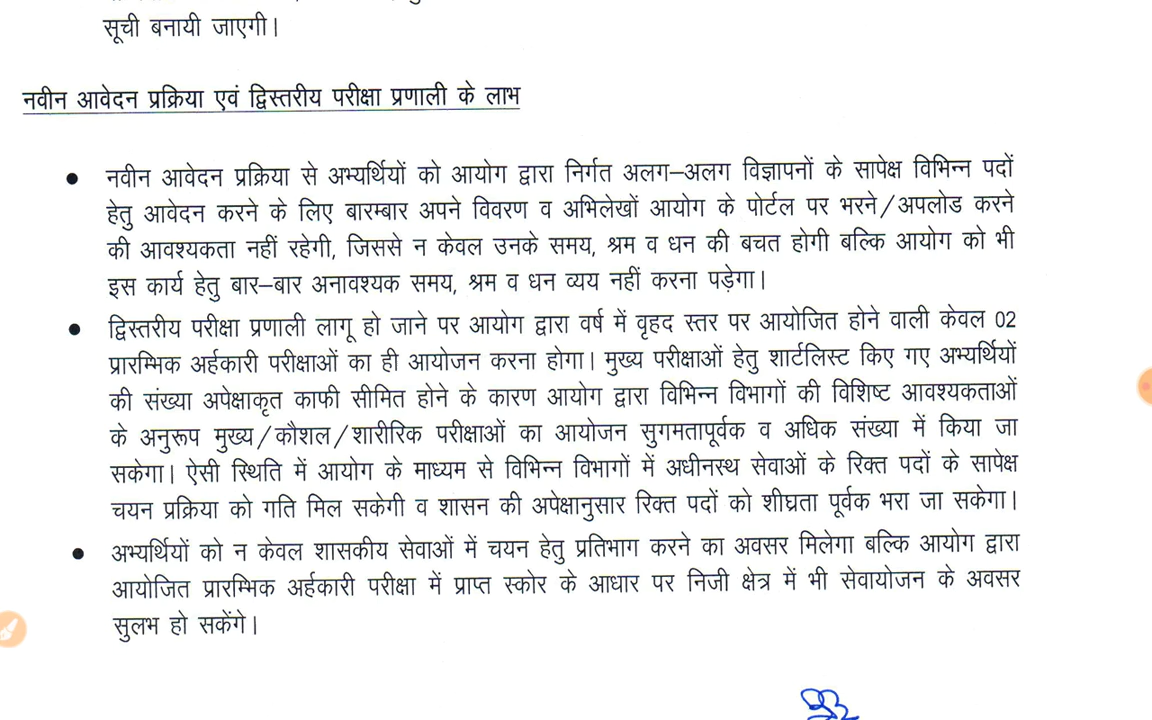 सूची बनायी जाएगी।
नवीन आवेदन प्रक्रिया एवं द्विस्तरीय परीक्षा प्रणाली के लाभ
● नवीन आवेदन प्रक्रिया से अभ्यर्थियों को आयोग द्वारा निर्गत अलग–अलग विज्ञापनों के सापेक्ष विभिन्न पदों
हेतु आवेदन करने के लिए बारम्बार अपने विवरण व अभिलेखों आयोग के पोर्टल पर भरने/अपलोड करने
की आवश्यकता नहीं रहेगी, जिससे न केवल उनके समय, श्रम व धन की बचत होगी बल्कि आयोग को भी
इस कार्य हेतु बार–बार अनावश्यक समय, श्रम व धन व्यय नहीं करना पड़ेगा।
● द्विस्तरीय परीक्षा प्रणाली लागू हो जाने पर आयोग द्वारा वर्ष में वृहद स्तर पर आयोजित होने वाली केवल 02
प्रारम्भिक अर्हकारी परीक्षाओं का ही आयोजन करना होगा। मुख्य परीक्षाओं हेतु शार्टलिस्ट किए गए अभ्यर्थियों
की संख्या अपेक्षाकृत काफी सीमित होने के कारण आयोग द्वारा विभिन्न विभागों की विशिष्ट आवश्यकताओं
के अनुरूप मुख्य/कौशल/शारीरिक परीक्षाओं का आयोजन सुगमतापूर्वक व अधिक संख्या में किया जा
सकेगा। ऐसी स्थिति में आयोग के माध्यम से विभिन्न विभागों में अधीनस्थ सेवाओं के रिक्त पदों के सापेक्ष
चयन प्रक्रिया को गति मिल सकेगी व शासन की अपेक्षानुसार रिक्त पदों को शीघ्रता पूर्वक भरा जा सकेगा।
● अभ्यर्थियों को न केवल शासकीय सेवाओं में चयन हेतु प्रतिभाग करने का अवसर मिलेगा बल्कि आयोग द्वारा
आयोजित प्रारम्भिक अर्हकारी परीक्षा में प्राप्त स्कोर के आधार पर निजी क्षेत्र में भी सेवायोजन के अवसर
सुलभ हो सकेंगे।